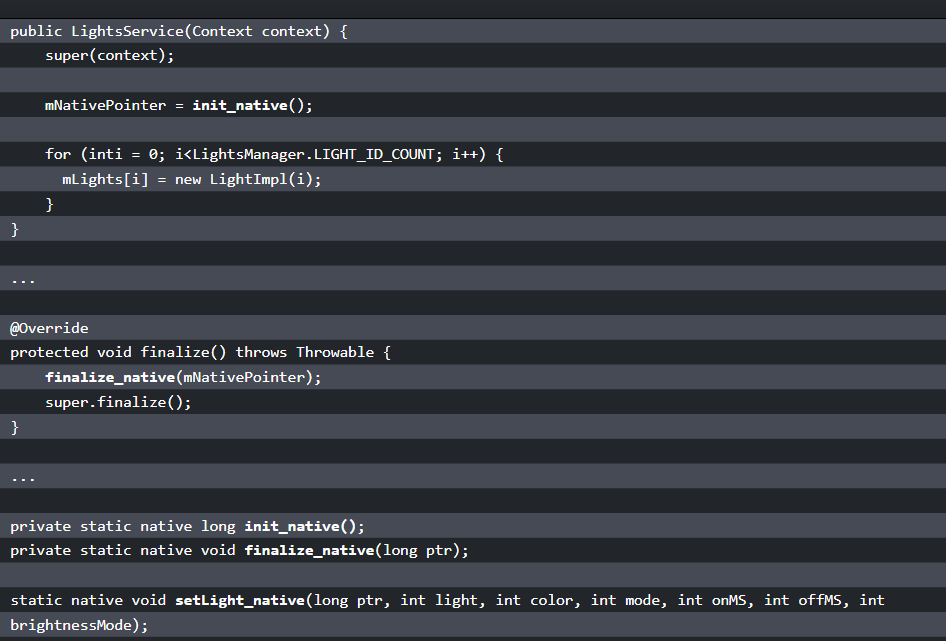 public LightsService(Context context) {
    super(context);
    mNativePointer = init_native();
    for (inti = 0; i<LightsManager.LIGHT_ID_COUNT; i++) {
      mLights[i] = new LightImpl(i);
    }
}
...
@Override
protected void finalize() throws Throwable {
    finalize_native(mNativePointer);
    super.finalize();
}
...
private static native long init_native();
private static native void finalize_native(long ptr);
static native void setLight_native(long ptr, int light, int color, int mode, int onMS, int offMS, int
brightnessMode);